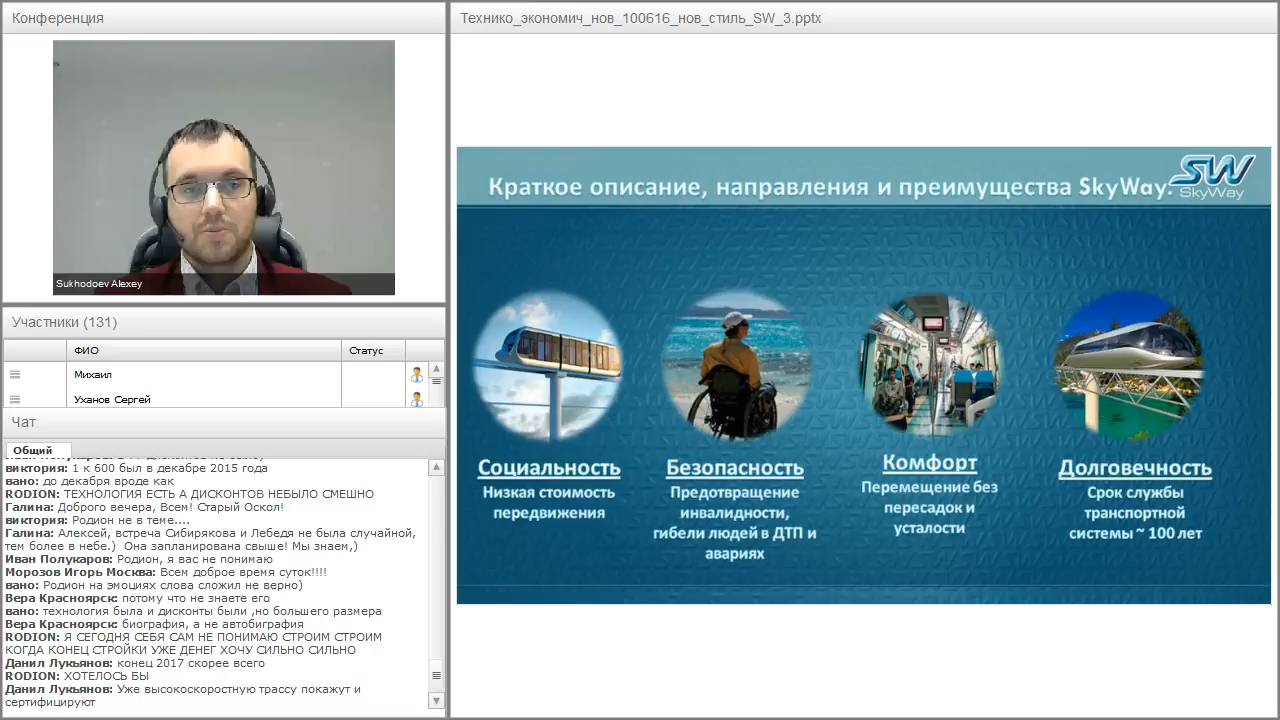 Конференция
Sukhodoev Alexey
Участники (131)
ФИО
Статус
Михаил
Уханов Сергей
Чат
Общий
виктория: 1 к 600 был в декабре 2015 года
вано: до декабря вроде как
RODION: ТЕХНОЛОГИЯ ЕСТЬ А ДИСКОНТОВ НЕБЫЛО СМЕШНО
Галина: Доброго вечера, Всем! Старый Оскол!
виктория: Родион не в теме....
Галина: Алексей, встреча Сибирякова и Лебедя не была случайной,
тем более в небе.) Она запланирована свыше! Мы знаем,)
Иван Полукаров: Родион, я вас не понимаю
Морозов Игорь Москва: Всем доброе время суток!!!!
вано: Родион на эмоциях слова сложил не верно)
Вера Красноярск: потому что не знаете его
вано: технология была и дисконты были ,но большего размера
Вера Красноярск: биография, а не автобиграфия
RODION: Я СЕГОДНЯ СЕБЯ САМ НЕ ПОНИМАЮ СТРОИМ СТРОИМ
КОГДА КОНЕЦ СТРОЙКИ УЖЕ ДЕНЕГ ХОЧУ СИЛЬНО СИЛЬНО
Данил Лукьянов: конец 2017 скорее всего
RODION: ХОТЕЛОСЬ БЫ
Данил Лукьянов: Уже высокоскоростную трассу покажут и
сертифицируют
Технико_экономич_нов_100616_нов_стиль_SW_3.pptx
Краткое описание, направления и преимущества SkyWay.
SW
SkyWay
Социальность
Низкая стоимость
передвижения
Безопасность
Предотвращение
инвалидности,
гибели людей в ДТП и
авариях
Комфорт
Перемещение без
пересадок и
усталости
Долговечность
Срок службы
транспортной
системы ~ 100 лет